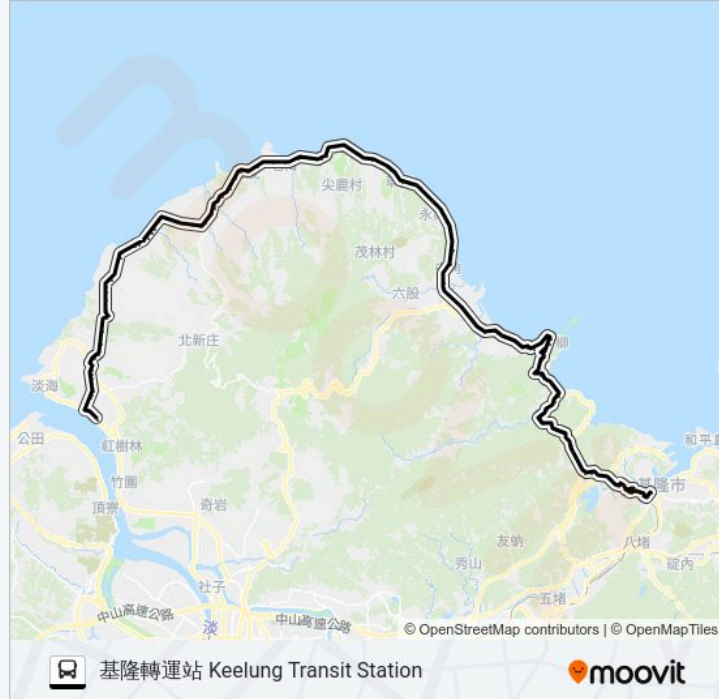 尖鹿村
茂林村
六股
北新庄
淡海
公田
紅樹林
竹圍
頂寮
奇岩
社子
中山高速公路
淡
中山高速公路
柳
和平島
基隆市
八堵
友蚋
碇內
秀山
五堵
© OpenStreetMap contributors | © OpenMapTiles
基隆轉運站 Keelung Transit Station
moovit